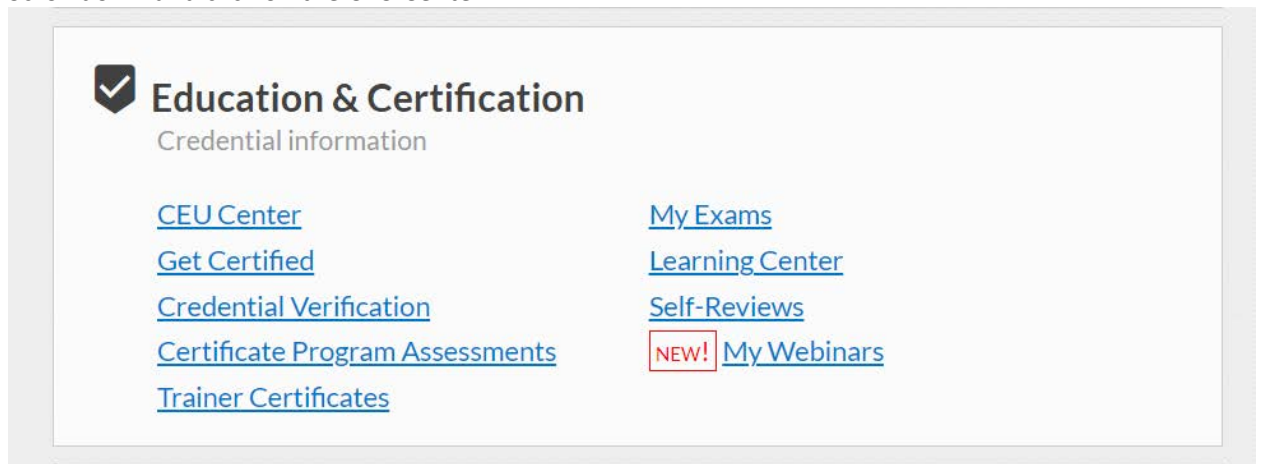 Education & Certification
Credential information
CEU Center
Get Certified
Credential Verification
Certificate Program Assessments
Trainer Certificates
My Exams
Learning Center
Self-Reviews
NEW! My Webinars